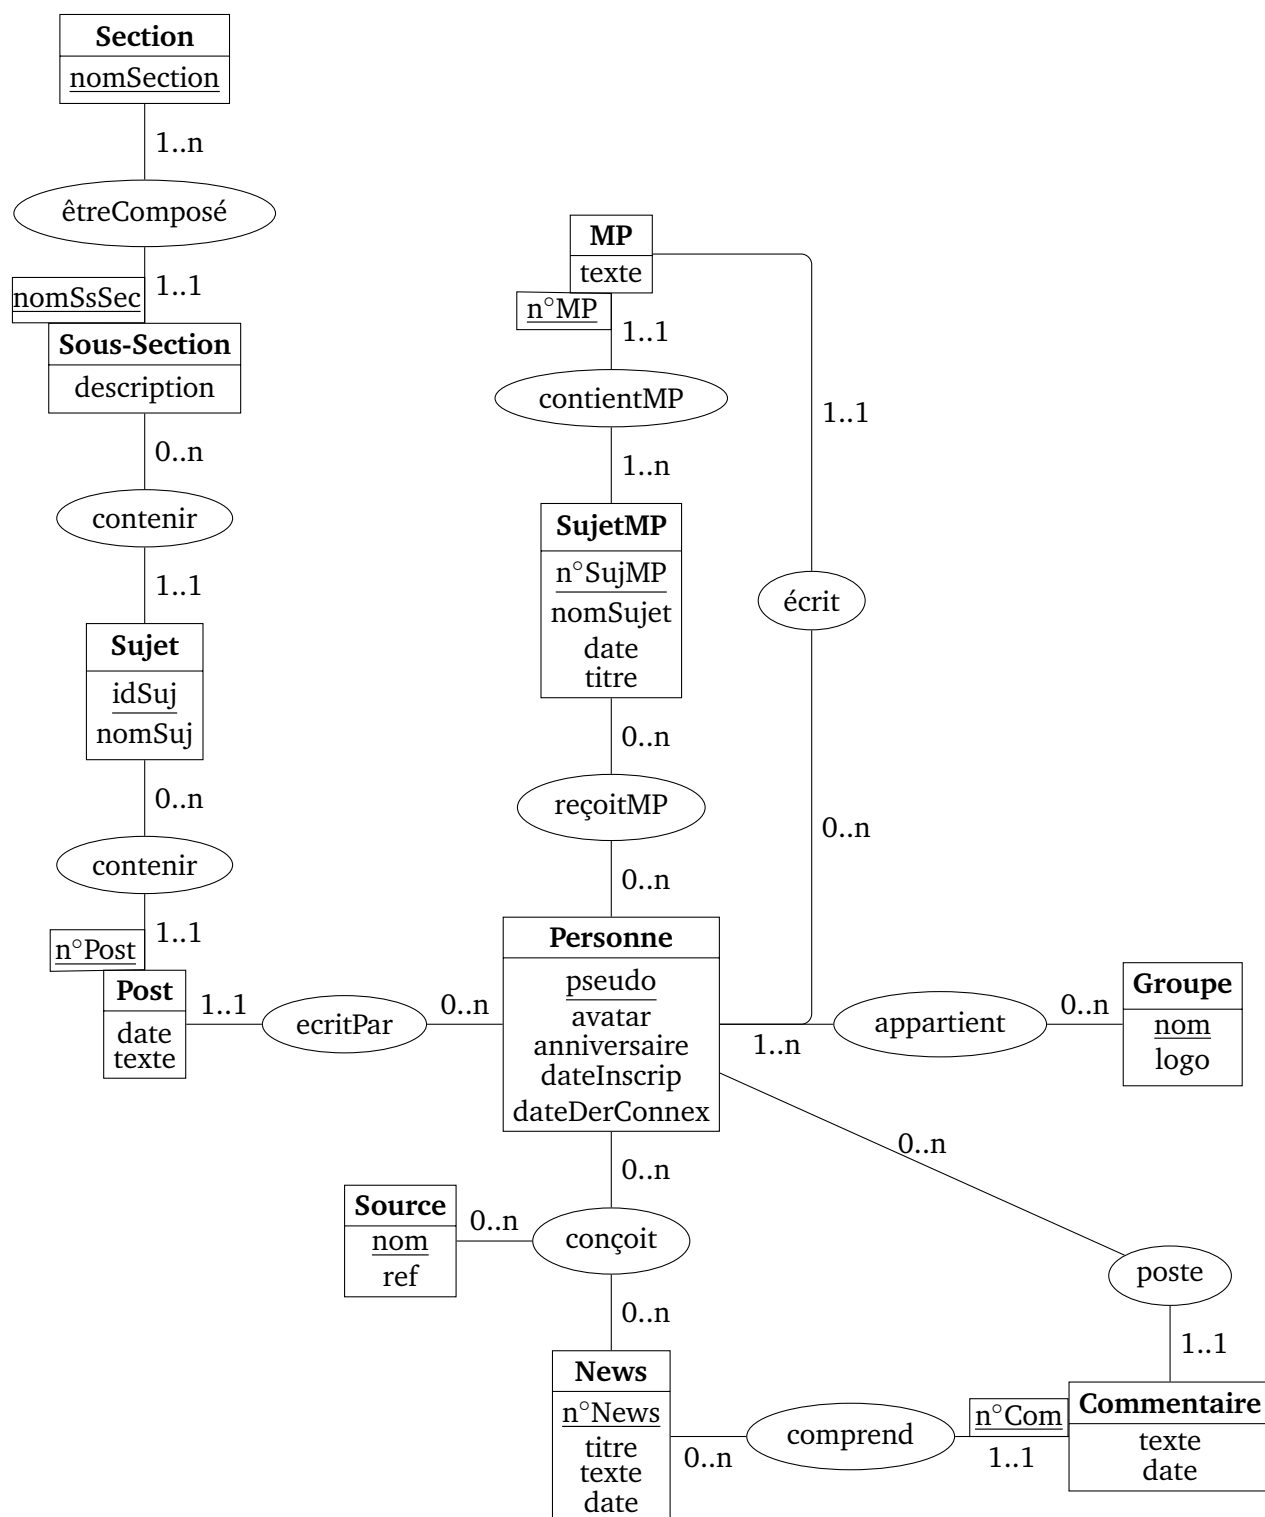 Section
nomSection
1..n
êtreComposé
1..1
nomSsSec
Sous-Section
description
0..n
contenir
1..1
Sujet
idSuj
nomSuj
0..n
contenir
1..1
n°Post
Post
date
texte
1..1
ecritPar
0..n
MP
texte
n°MP
1..1
contientMP
1..n
SujetMP
n°SujMP
nomSujet
date
titre
0..n
reçoitMP
0..n
1..1
écrit
0..n
Personne
pseudo
avatar
anniversaire
dateInscrip
dateDerConnex
1..n
appartient
0..n
Groupe
nom
logo
0..n
poste
1..1
0..n
Source
nom
ref
0..n
conçoit
0..n
News
n°News
titre
texte
date
0..n
comprend
n°Com
1..1
Commentaire
texte
date